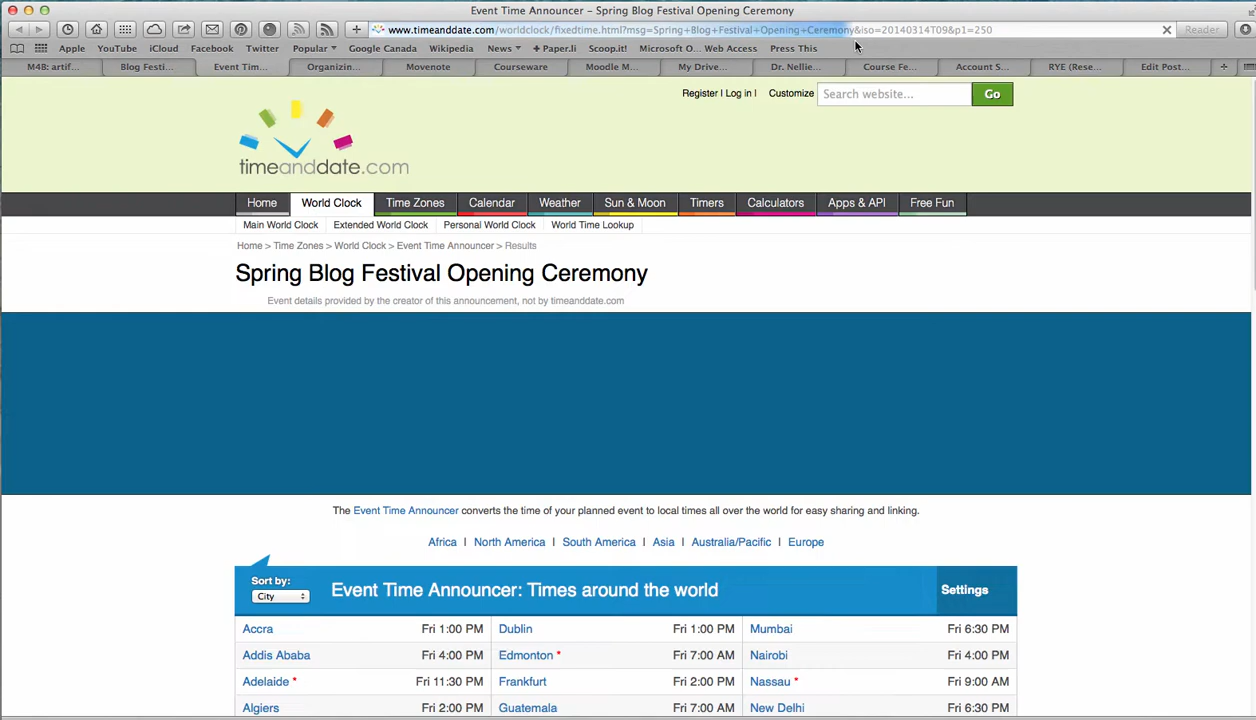 Event Time Announcer – Spring Blog Festival Opening Ceremony
www.timeanddate.com/worldclock/fixedtime.html?msg=Spring+Blog+Festival+Opening+Ceremony&iso=20140314T09&p1=250
Reader
Apple YouTube iCloud Facebook Twitter Popular Google Canada Wikipedia News + Paper.li Scoop.it! Microsoft O... Web Access Press This
M4B: artif... Blog Festi... Event Tim... Organizin... Movenote Courseware Moodle M... My Drive... Dr. Nellie... Course Fe... Account S... RYE (Rese... Edit Post...
Register | Log in | Customize Search website... Go
timeanddate.com
Home World Clock Time Zones Calendar Weather Sun & Moon Timers Calculators Apps & API Free Fun
Main World Clock Extended World Clock Personal World Clock World Time Lookup
Home > Time Zones > World Clock > Event Time Announcer > Results
Spring Blog Festival Opening Ceremony
Event details provided by the creator of this announcement, not by timeanddate.com
The Event Time Announcer converts the time of your planned event to local times all over the world for easy sharing and linking.
Africa | North America | South America | Asia | Australia/Pacific | Europe
Sort by:
City
Event Time Announcer: Times around the world
Settings
Accra Fri 1:00 PM Dublin Fri 1:00 PM Mumbai Fri 6:30 PM
Addis Ababa Fri 4:00 PM Edmonton * Fri 7:00 AM Nairobi Fri 4:00 PM
Adelaide * Fri 11:30 PM Frankfurt Fri 2:00 PM Nassau * Fri 9:00 AM
Algiers Fri 2:00 PM Guatemala Fri 7:00 AM New Delhi Fri 6:30 PM